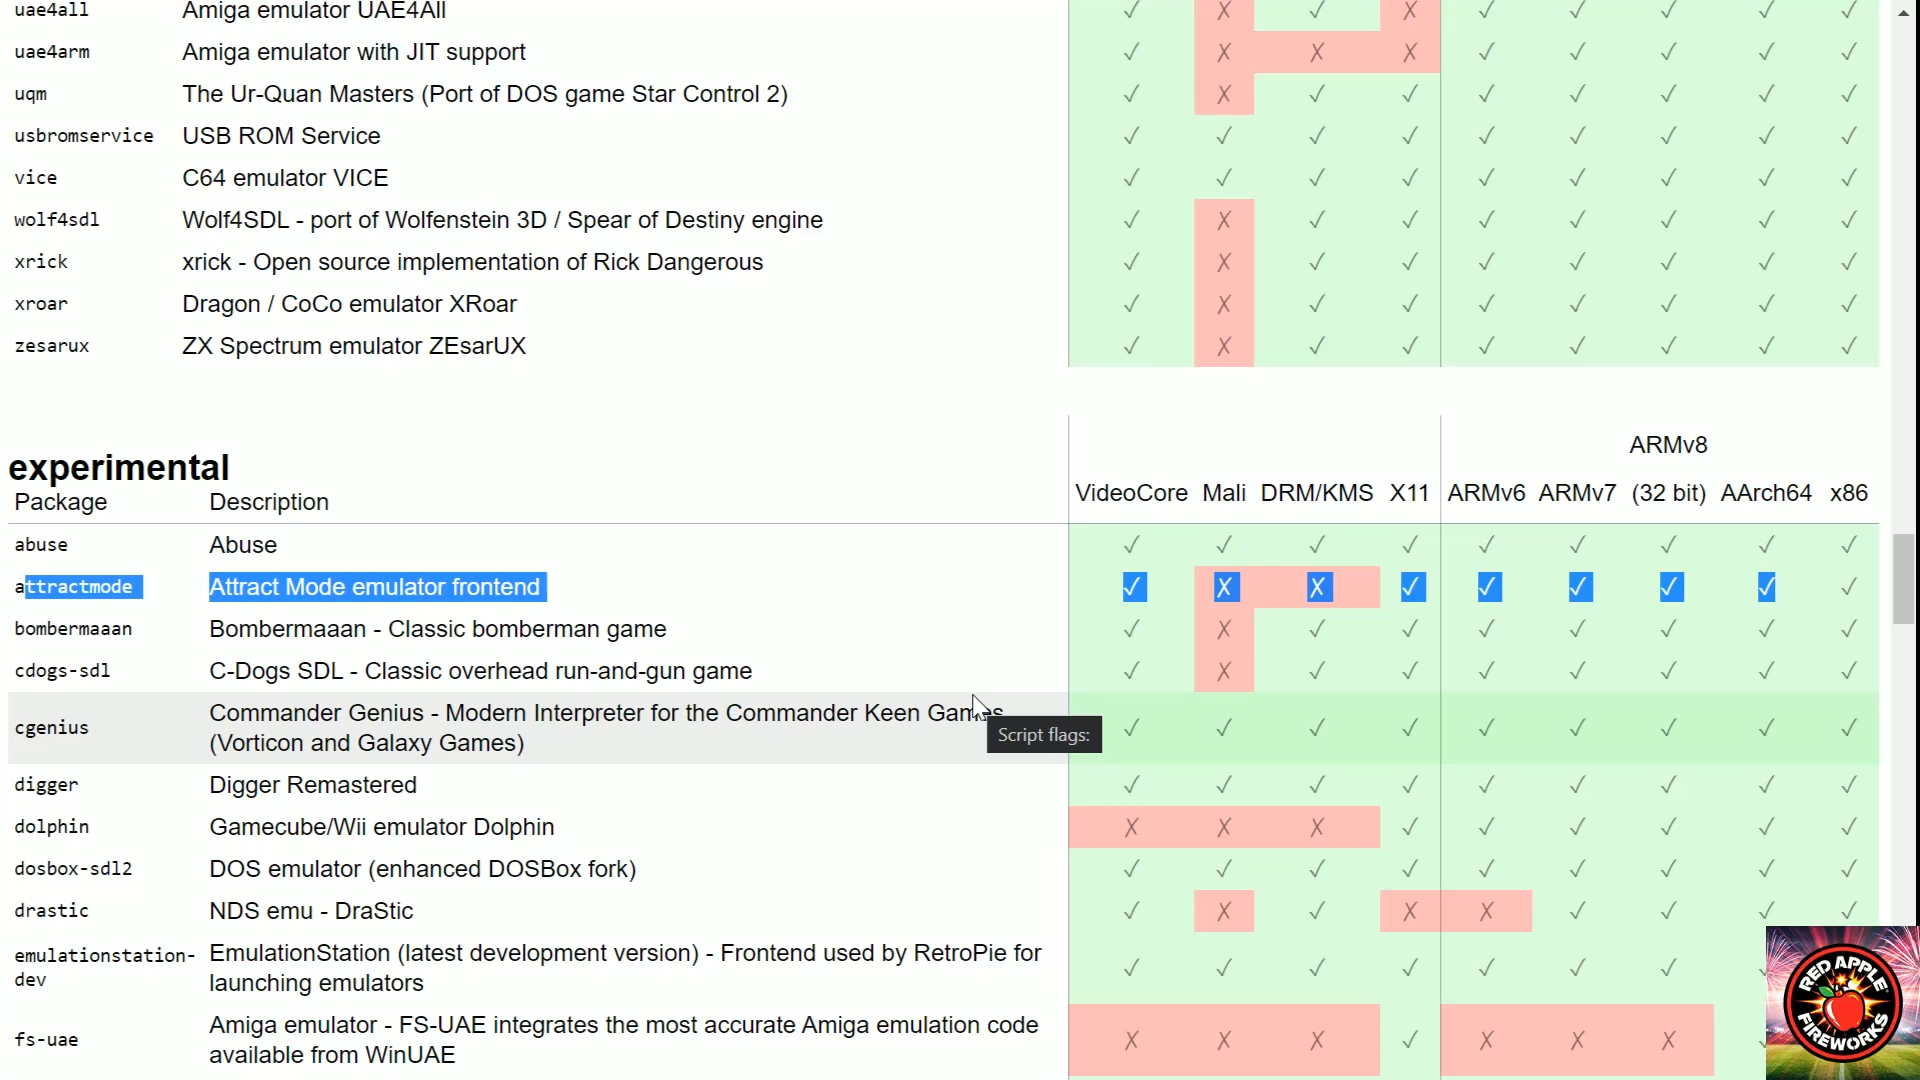 uae4all Amiga emulator UAE4All ✓ X ✓ X ✓ ✓ ✓ ✓ ✓
uae4arm Amiga emulator with JIT support ✓ X X X ✓ ✓ ✓ ✓ ✓
uqm The Ur-Quan Masters (Port of DOS game Star Control 2) ✓ X ✓ ✓ ✓ ✓ ✓ ✓ ✓
usbromservice USB ROM Service ✓ ✓ ✓ ✓ ✓ ✓ ✓ ✓ ✓
vice C64 emulator VICE ✓ ✓ ✓ ✓ ✓ ✓ ✓ ✓ ✓
wolf4sdl Wolf4SDL - port of Wolfenstein 3D / Spear of Destiny engine ✓ X ✓ ✓ ✓ ✓ ✓ ✓ ✓
xrick xrick - Open source implementation of Rick Dangerous ✓ X ✓ ✓ ✓ ✓ ✓ ✓ ✓
xroar Dragon / CoCo emulator XRoar ✓ X ✓ ✓ ✓ ✓ ✓ ✓ ✓
zesarux ZX Spectrum emulator ZEsarUX ✓ X ✓ ✓ ✓ ✓ ✓ ✓ ✓
ARMv8
experimental
Package Description VideoCore Mali DRM/KMS X11 ARMv6 ARMv7 (32 bit) AArch64 x86
abuse Abuse ✓ ✓ ✓ ✓ ✓ ✓ ✓ ✓ ✓
attractmode Attract Mode emulator frontend ✓ X X ✓ ✓ ✓ ✓ ✓ ✓
bombermaaan Bombermaaan - Classic bomberman game ✓ X ✓ ✓ ✓ ✓ ✓ ✓ ✓
cdogs-sdl C-Dogs SDL - Classic overhead run-and-gun game ✓ X ✓ ✓ ✓ ✓ ✓ ✓ ✓
cgenius Commander Genius - Modern Interpreter for the Commander Keen Games
(Vorticon and Galaxy Games) ✓ ✓ ✓ ✓ ✓ ✓ ✓ ✓ ✓
Script flags:
digger Digger Remastered ✓ ✓ ✓ ✓ ✓ ✓ ✓ ✓ ✓
dolphin Gamecube/Wii emulator Dolphin X X X ✓ ✓ ✓ ✓ ✓ ✓
dosbox-sdl2 DOS emulator (enhanced DOSBox fork) ✓ ✓ ✓ ✓ ✓ ✓ ✓ ✓ ✓
drastic NDS emu - DraStic ✓ X ✓ X X ✓ ✓ ✓ ✓
emulationstation-dev EmulationStation (latest development version) - Frontend used by RetroPie for
launching emulators ✓ ✓ ✓ ✓ ✓ ✓ ✓
fs-uae Amiga emulator - FS-UAE integrates the most accurate Amiga emulation code
available from WinUAE X X X ✓ X X X
RED APPLE
FIREWORKS